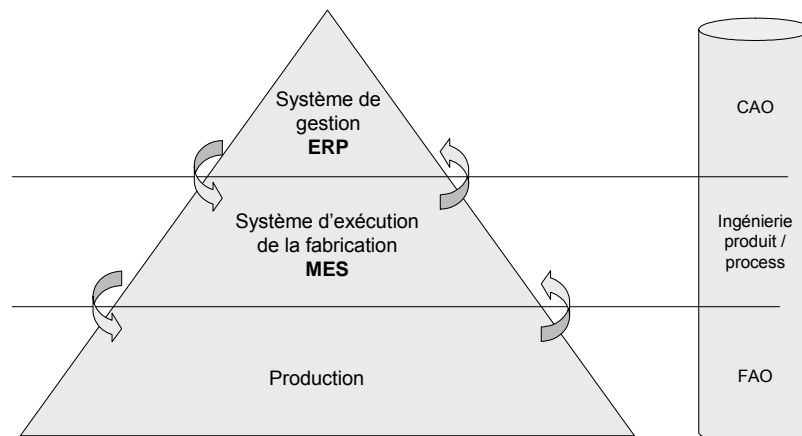 Système de
gestion
ERP
Système d'exécution
de la fabrication
MES
Production
CAO
Ingénierie
produit /
process
FAO